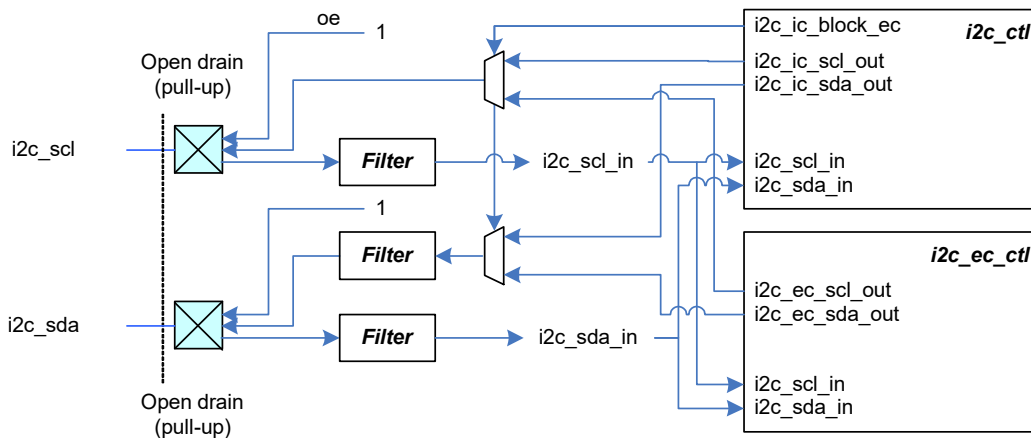 oe
1
i2c_ic_block_ec
i2c_ctl
Open drain
(pull-up)
i2c_ic_scl_out
i2c_ic_sda_out
i2c_scl
Filter
i2c_scl_in
i2c_scl_in
i2c_sda_in
1
Filter
i2c_ec_ctl
i2c_ec_scl_out
i2c_ec_sda_out
i2c_sda
Filter
i2c_sda_in
i2c_scl_in
i2c_sda_in
Open drain
(pull-up)